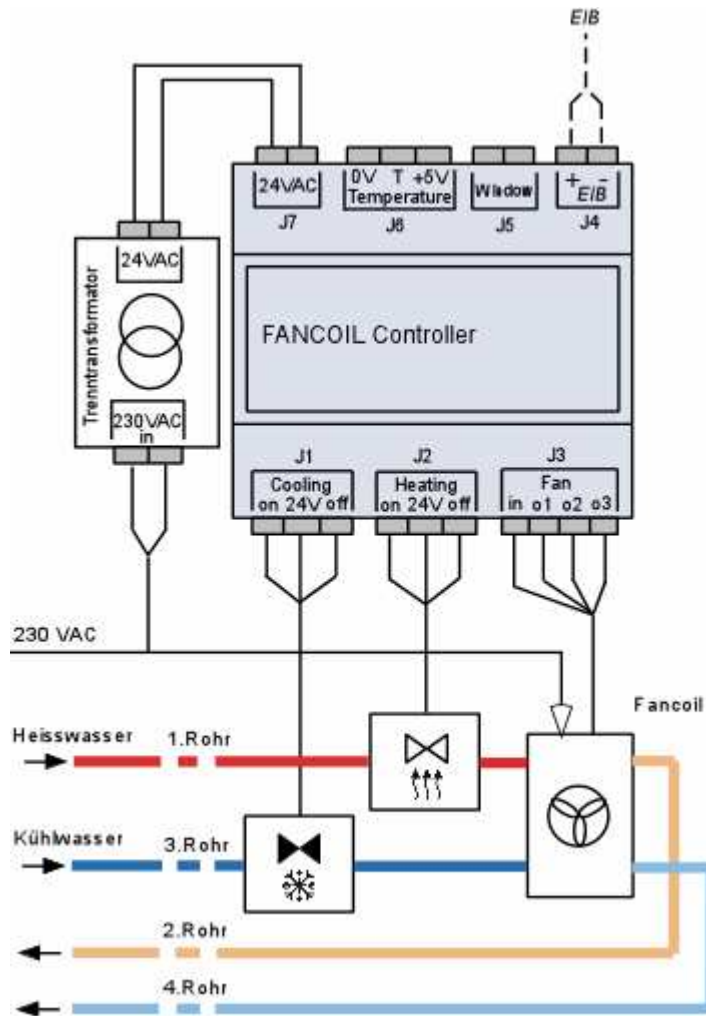 EIB
24VAC
0V T +5V
Temperature
Window
+ -
EIB
J7
J6
J5
J4
24VAC
Trenntransformator
230VAC
in
FANCOIL Controller
J1
J2
J3
Cooling
on 24V off
Heating
on 24V off
Fan
in o1 o2 o3
230 VAC
Fancoil
Heisswasser
1.Rohr
Kühlwasser
3.Rohr
2.Rohr
4.Rohr